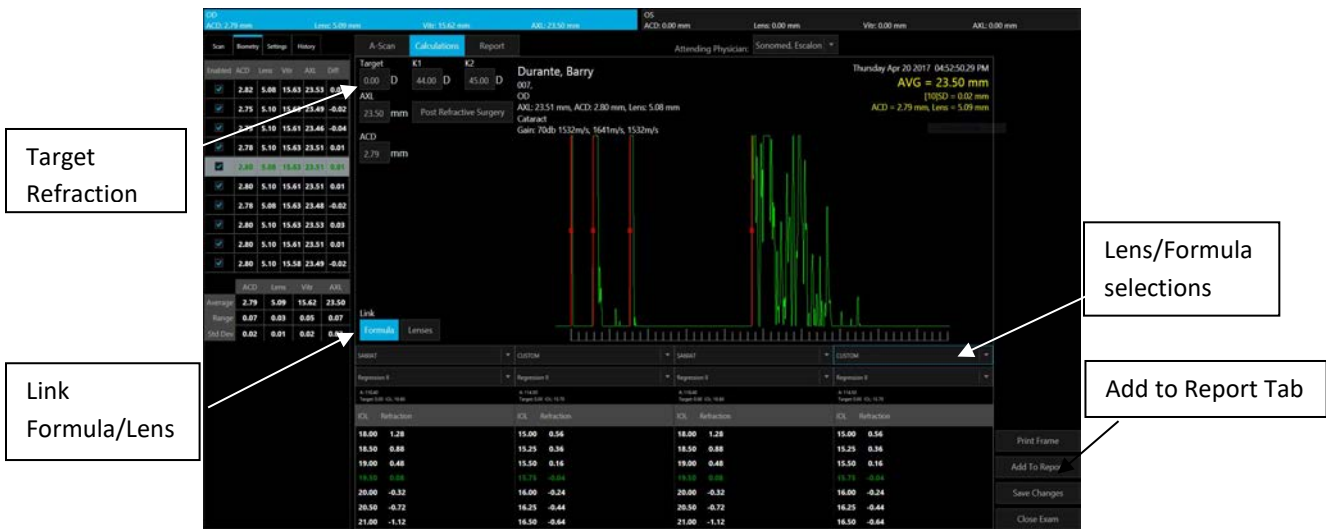 OD
ACD: 2.79 mm Lens: 5.09 mm Vitr: 15.62 mm AXL: 23.50 mm
OS
ACD: 0.00 mm Lens: 0.00 mm Vitr: 0.00 mm AXL: 0.00 mm
Scan Biometry Settings History
A-Scan Calculations Report
Attending Physician: Sonomed, Escalon
Enabled ACD Lens Vitr AXL Diff
2.82 5.08 15.63 23.53
2.75 5.10 15.63 23.49 -0.02
5.10 15.61 23.46 -0.04
2.78 5.10 15.63 23.51 0.01
2.80 5.08 15.63 23.51 0.01
2.80 5.10 15.61 23.51 0.01
2.78 5.08 15.63 23.48 -0.02
2.80 5.10 15.63 23.53 0.03
2.80 5.10 15.61 23.51 0.01
2.80 5.10 15.58 23.49 -0.02
ACD Lens Vitr AXL
Average 2.79 5.09 15.62 23.50
Range 0.07 0.03 0.05 0.07
Std Dev 0.02 0.01 0.02
Target K1 K2
0.00 D 44.00 D 45.00 D
AXL
23.50 mm Post Refractive Surgery
ACD
2.79 mm
Durante, Barry
007,
OD
AXL: 23.51 mm, ACD: 2.80 mm, Lens: 5.08 mm
Cataract
Gain: 70db 1532m/s, 1641m/s, 1532m/s
Thursday Apr 20 2017 04:52:50.29 PM
AVG = 23.50 mm
[10]SD = 0.02 mm
ACD = 2.79 mm, Lens = 5.09 mm
Link
Formula Lenses
CUSTOM
CUSTOM
Regression II Regression II Regression II Regression II
IOL Refraction IOL Refraction IOL Refraction IOL Refraction
18.00 1.28 15.00 0.56 18.00 1.28 15.00 0.56
18.50 0.88 15.25 0.36 18.50 0.88 15.25 0.36
19.00 0.48 15.50 0.16 19.00 0.48 15.50 0.16
19.50 0.08 15.75 -0.04 19.50 0.08 15.75 -0.04
20.00 -0.32 16.00 -0.24 20.00 -0.32 16.00 -0.24
20.50 -0.72 16.25 -0.44 20.50 -0.72 16.25 -0.44
21.00 -1.12 16.50 -0.64 21.00 -1.12 16.50 -0.64
Print Frame
Add To Report
Save Changes
Close Exam
Target
Refraction
Link
Formula/Lens
Lens/Formula
selections
Add to Report Tab